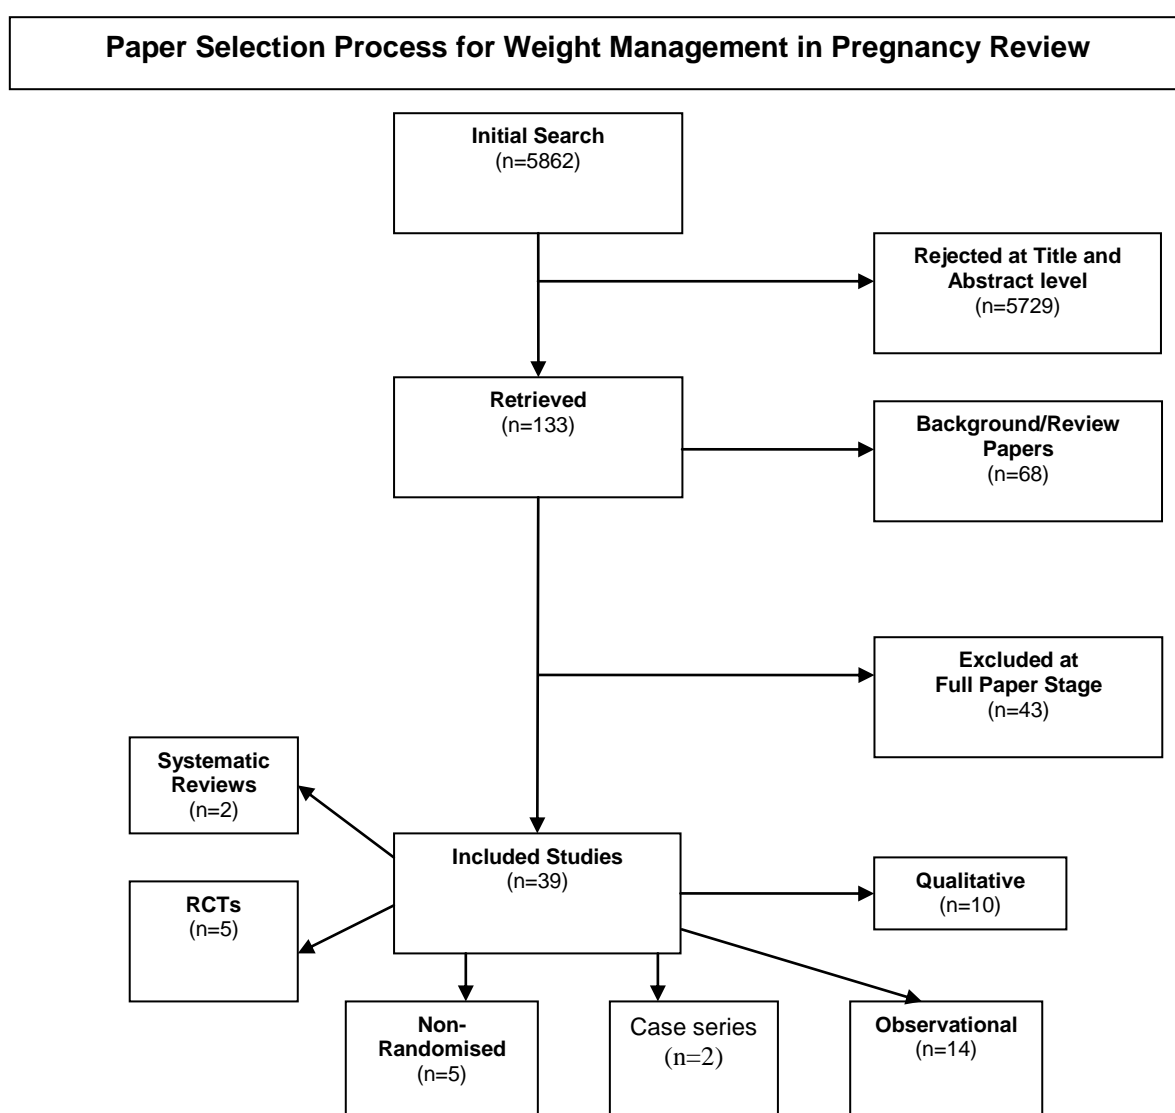 Paper Selection Process for Weight Management in Pregnancy Review
Initial Search
(n=5862)
Rejected at Title and
Abstract level
(n=5729)
Retrieved
(n=133)
Background/Review
Papers
(n=68)
Excluded at
Full Paper Stage
(n=43)
Systematic
Reviews
(n=2)
Included Studies
(n=39)
Qualitative
(n=10)
RCTs
(n=5)
Non-
Randomised
(n=5)
Case series
(n=2)
Observational
(n=14)